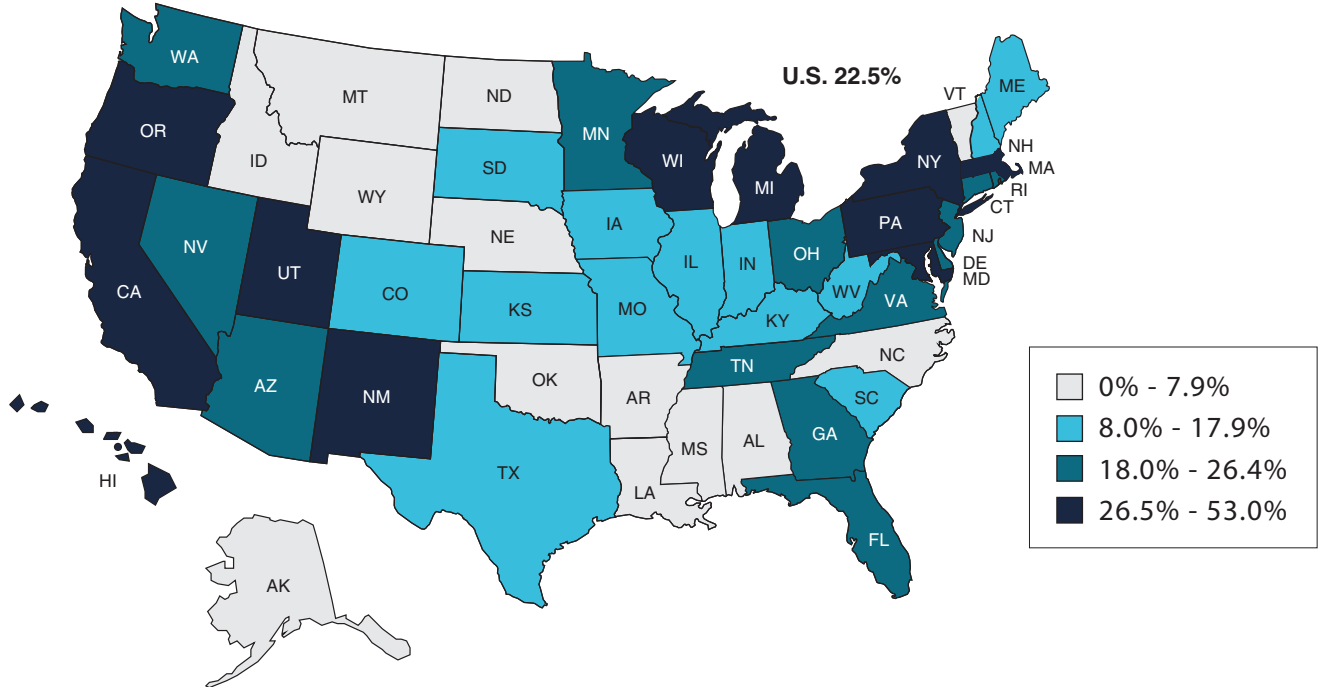 WA
MT
ND
MN
U.S. 22.5%
VT
ME
OR
ID
SD
WI
MI
NY
NH
MA
RI
CT
WY
NE
IA
PA
NJ
NV
UT
CO
IL
IN
OH
DE
MD
CA
KS
MO
WV
VA
KY
AZ
NM
OK
AR
TN
NC
SC
HI
TX
LA
MS
AL
GA
FL
AK
0% - 7.9%
8.0% - 17.9%
18.0% - 26.4%
26.5% - 53.0%